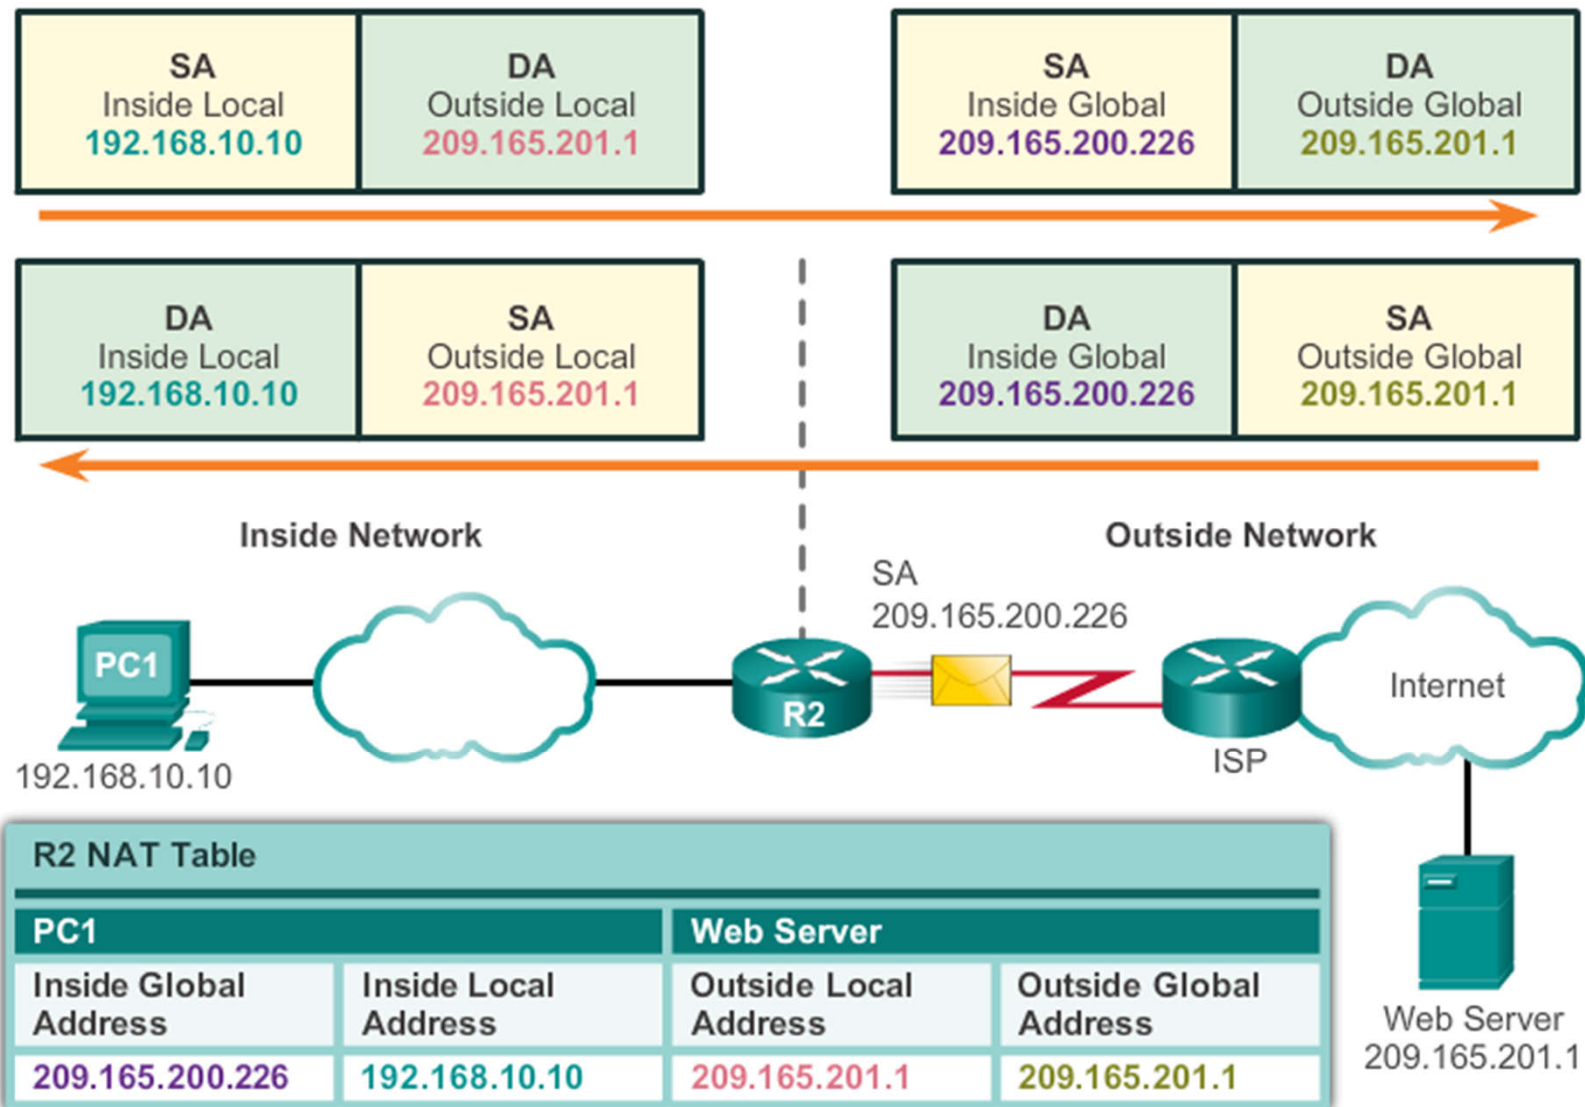 SA
Inside Local
192.168.10.10
DA
Outside Local
209.165.201.1
SA
Inside Global
209.165.200.226
DA
Outside Global
209.165.201.1
DA
Inside Local
192.168.10.10
SA
Outside Local
209.165.201.1
DA
Inside Global
209.165.200.226
SA
Outside Global
209.165.201.1
Inside Network
Outside Network
SA
209.165.200.226
PC1
192.168.10.10
R2
ISP
Internet
Web Server
209.165.201.1
R2 NAT Table
PC1
Web Server
Inside Global
Address
Inside Local
Address
Outside Local
Address
Outside Global
Address
209.165.200.226
192.168.10.10
209.165.201.1
209.165.201.1